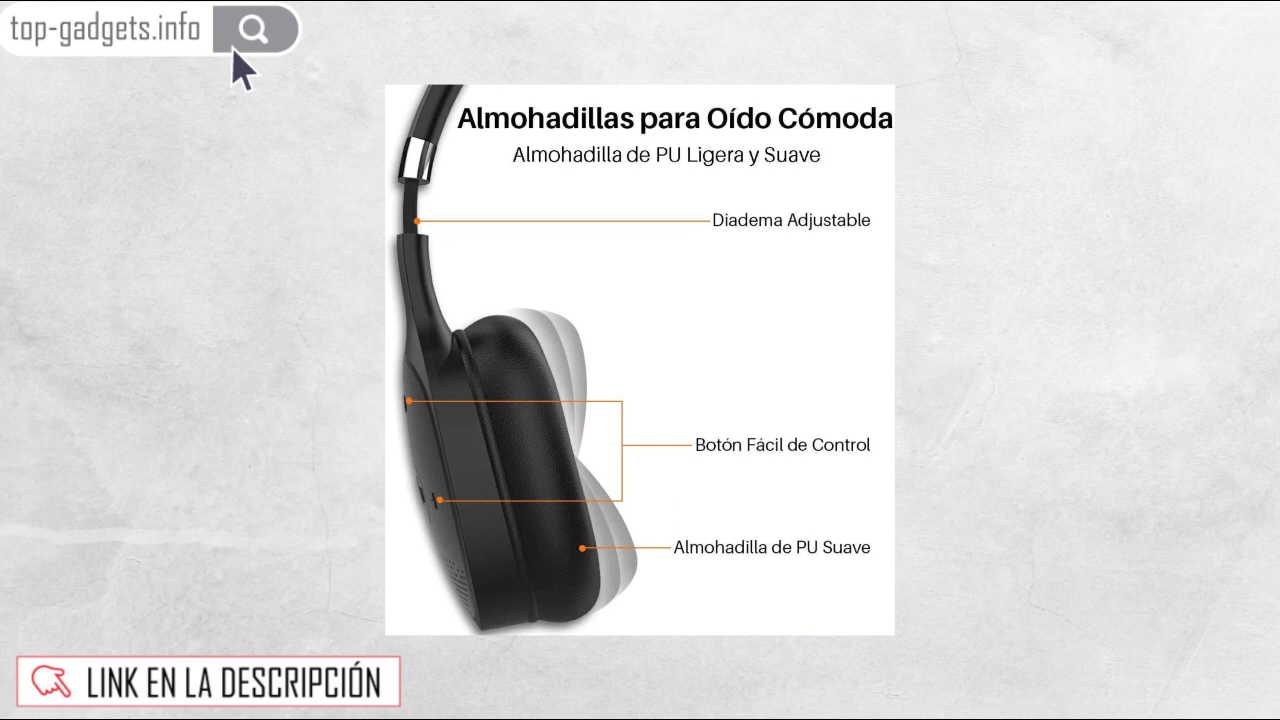 top-gadgets.info
Almohadillas para Oído Cómoda
Almohadilla de PU Ligera y Suave
Diadema Adjustable
Botón Fácil de Control
Almohadilla de PU Suave
LINK EN LA DESCRIPCIÓN